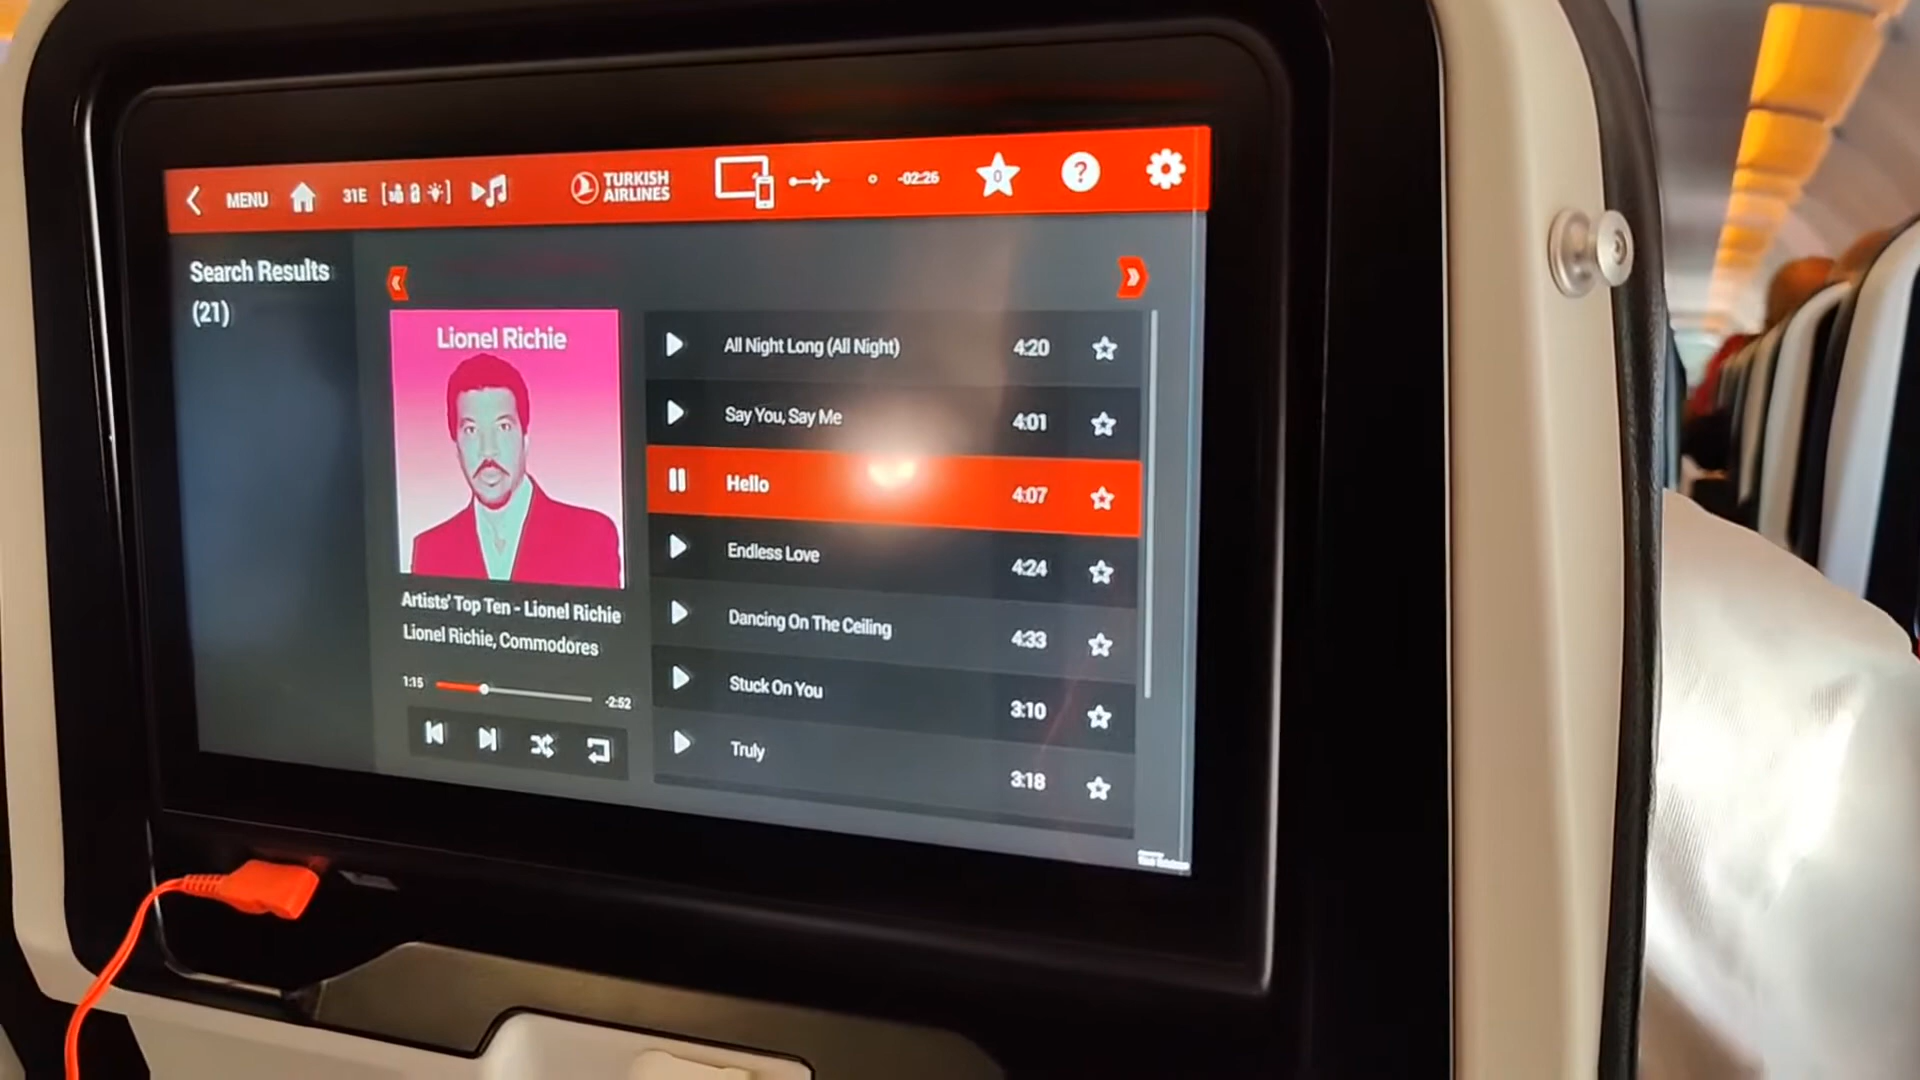 MENU
31E
TURKISH
AIRLINES
-02:26
0
?
Search Results
(21)
Lionel Richie
Artists' Top Ten - Lionel Richie
Lionel Richie, Commodores
1:15
-2:52
All Night Long (All Night)
4:20
Say You, Say Me
4:01
Hello
4:07
Endless Love
4:24
Dancing On The Ceiling
4:33
Stuck On You
3:10
Truly
3:18